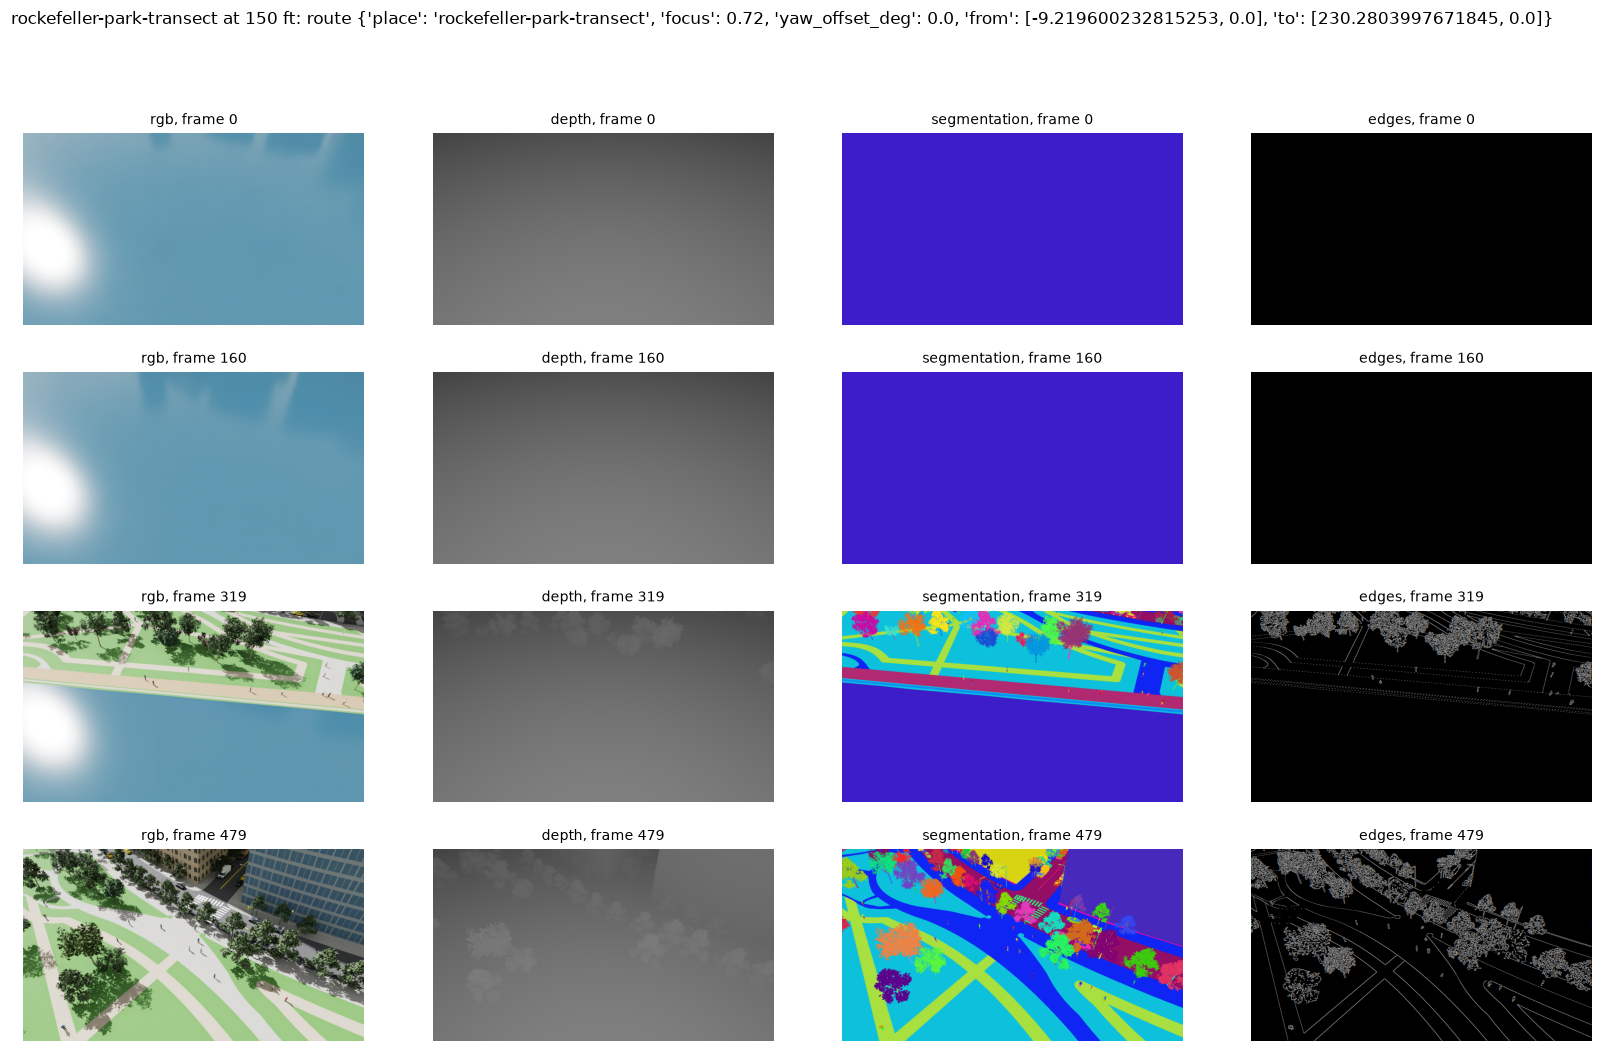 rockefeller-park-transect at 150 ft: route {'place': 'rockefeller-park-transect', 'focus': 0.72, 'yaw_offset_deg': 0.0, 'from': [-9.219600232815253, 0.0], 'to': [230.2803997671845, 0.0]}
rgb, frame 0
depth, frame 0
segmentation, frame 0
edges, frame 0
rgb, frame 160
depth, frame 160
segmentation, frame 160
edges, frame 160
rgb, frame 319
depth, frame 319
segmentation, frame 319
edges, frame 319
rgb, frame 479
depth, frame 479
segmentation, frame 479
edges, frame 479